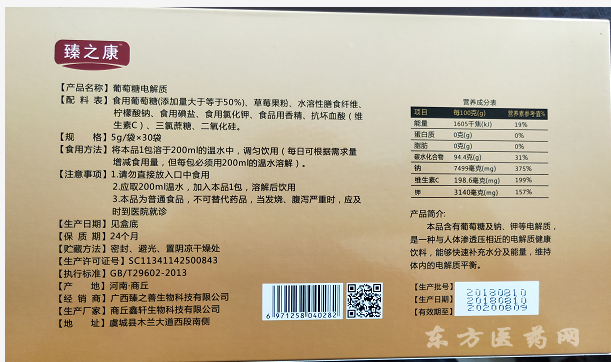 臻之康
【产品名称】葡萄糖电解质
【配 料 表】食用葡萄糖(添加量大于等于50%)、草莓果粉、水溶性膳食纤维、
柠檬酸钠、食用碘盐、食用氯化钾、食品用香精、抗坏血酸（
维生素C）、三氯蔗糖、二氧化硅。
【规 格】5g/袋×30袋
【食用方法】将本品1包溶于200ml的温水中，调匀饮用（每日可根据需求量
增减食用量，但每包必须用200ml的温水溶解）。
【注意事项】1.请勿直接放入口中食用
2.应取200ml温水，加入本品1包，溶解后饮用
3.本为普通食品，不可替代药品，当发烧、腹泻严重时，应及
时到医院就诊
【生产日期】见盒底
【保 质 期】24个月
【贮藏方法】密封、避光、置阴凉干燥处
【生产许可证号】SC11341142500843
【执行标准】GB/T29602-2013
【产 地】河南·商丘
【经 销 商】广西臻之善生物科技有限公司
【生产厂家】商丘鑫轩生物科技有限公司
【地 址】虞城县木兰大道西段南侧
6 971258 040282
营养成分表
项目 每100克(g) 营养素参考值%
能量 1605千焦(kJ) 19%
蛋白质 0克(g) 0%
脂肪 0克(g) 0%
碳水化合物 94.4克(g) 31%
钠 7499毫克(mg) 375%
维生素C 198.6毫克(mg) 199%
钾 3140毫克(mg) 157%
产品简介:
本品含有葡萄糖及钠、钾等电解质，
是一种与人体渗透压相近的电解质健康
饮料，能够快速补充水分及能量，维持
体内的电解质平衡。
【生产批号】20180810
【生产日期】20180810
【有效期至】20200809
东方医药网